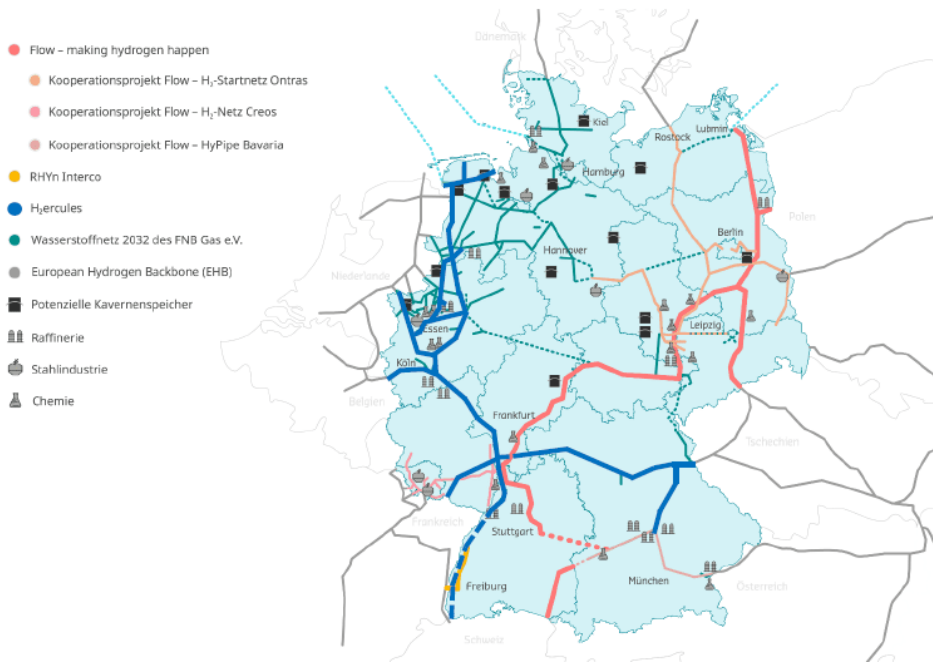 Flow – making hydrogen happen
Kooperationsprojekt Flow – H₂-Startnetz Ontras
Kooperationsprojekt Flow – H₂-Netz Creos
Kooperationsprojekt Flow – HyPipe Bavaria
RHYn Interco
H₂ercules
Wasserstoffnetz 2032 des FNB Gas e.V.
European Hydrogen Backbone (EHB)
Potenzielle Kavernenspeicher
Raffinerie
Stahlindustrie
Chemie
Dänemark
Kiel
Lubmin
Rostock
Hamburg
Polen
Berlin
Hannover
Niederlande
Essen
Leipzig
Köln
Belgien
Frankfurt
Tschechien
Frankreich
Stuttgart
München
Freiburg
Österreich
Schweiz